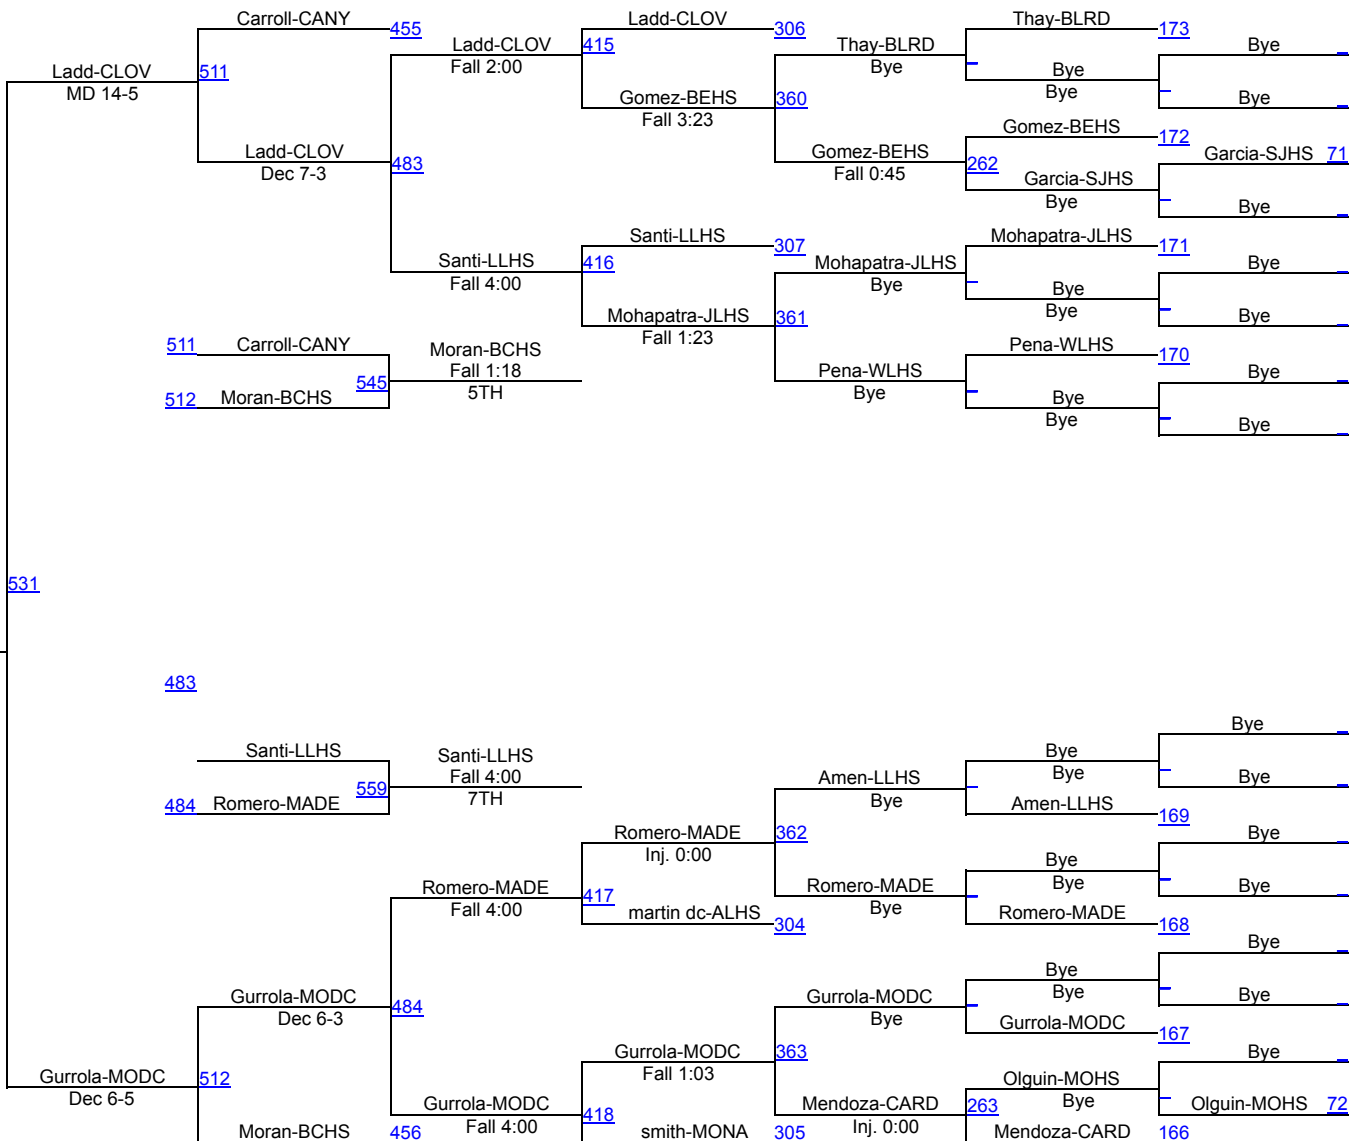 Carroll-CANY
455
Ladd-CLOV
306
Thay-BLRD
173
Ladd-CLOV
415
Thay-BLRD
Bye
Fall 2:00
Bye
Ladd-CLOV
511
Bye
MD 14-5
Bye
Gomez-BEHS
360
Bye
Fall 3:23
Gomez-BEHS
172
Ladd-CLOV
483
Gomez-BEHS
262
Garcia-SJHS 71
Dec 7-3
Fall 0:45
Garcia-SJHS
Bye
Bye
Santi-LLHS
307
Mohapatra-JLHS
171
Santi-LLHS
416
Mohapatra-JLHS
Bye
Fall 4:00
Bye
Bye
Bye
Mohapatra-JLHS
361
Bye
Fall 1:23
511
Carroll-CANY
Moran-BCHS
Pena-WLHS
170
Fall 1:18
545
5TH
Pena-WLHS
Bye
Bye
512
Moran-BCHS
Bye
Bye
Bye
531
483
Bye
Santi-LLHS
Santi-LLHS
Bye
Fall 4:00
Bye
559
7TH
Amen-LLHS
Bye
Bye
484
Romero-MADE
Amen-LLHS
169
Romero-MADE
362
Bye
Inj. 0:00
Bye
Bye
Romero-MADE
417
Romero-MADE
Bye
Fall 4:00
Bye
martin dc-ALHS
304
Romero-MADE
168
Bye
Bye
Bye
Gurrola-MODC
484
Gurrola-MODC
Bye
Dec 6-3
Bye
Gurrola-MODC
167
Gurrola-MODC
363
Bye
Fall 1:03
Gurrola-MODC
512
Olguin-MOHS
Dec 6-5
Bye
Gurrola-MODC
418
Mendoza-CARD
263
Olguin-MOHS 72
Fall 4:00
Inj. 0:00
Moran-BCHS
456
smith-MONA
305
Mendoza-CARD
166